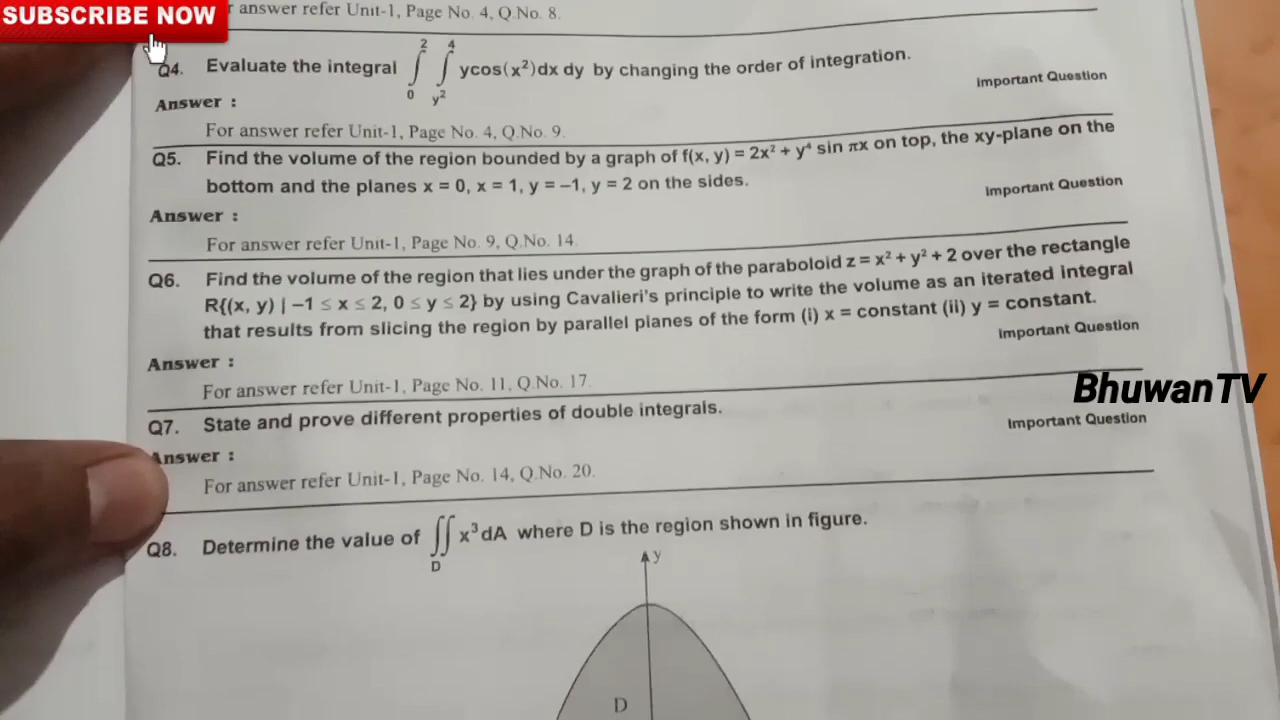 SUBSCRIBE NOW
r answer refer Unit-1, Page No. 4, Q.No. 8.
Q4. Evaluate the integral ∫₀² ∫_{y²}⁴ ycos(x²)dx dy by changing the order of integration.
Important Question
Answer :
For answer refer Unit-1, Page No. 4, Q.No. 9.
Q5. Find the volume of the region bounded by a graph of f(x, y) = 2x² + y⁴ sin πx on top, the xy-plane on the
bottom and the planes x = 0, x = 1, y = –1, y = 2 on the sides.
Important Question
Answer :
For answer refer Unit-1, Page No. 9, Q.No. 14.
Q6. Find the volume of the region that lies under the graph of the paraboloid z = x² + y² + 2 over the rectangle
R{(x, y) | –1 ≤ x ≤ 2, 0 ≤ y ≤ 2} by using Cavalieri's principle to write the volume as an iterated integral
that results from slicing the region by parallel planes of the form (i) x = constant (ii) y = constant.
Important Question
Answer :
For answer refer Unit-1, Page No. 11, Q.No. 17.
BhuwanTV
Q7. State and prove different properties of double integrals.
Important Question
Answer :
For answer refer Unit-1, Page No. 14, Q.No. 20.
Q8. Determine the value of ∬_D x³dA where D is the region shown in figure.
y
D